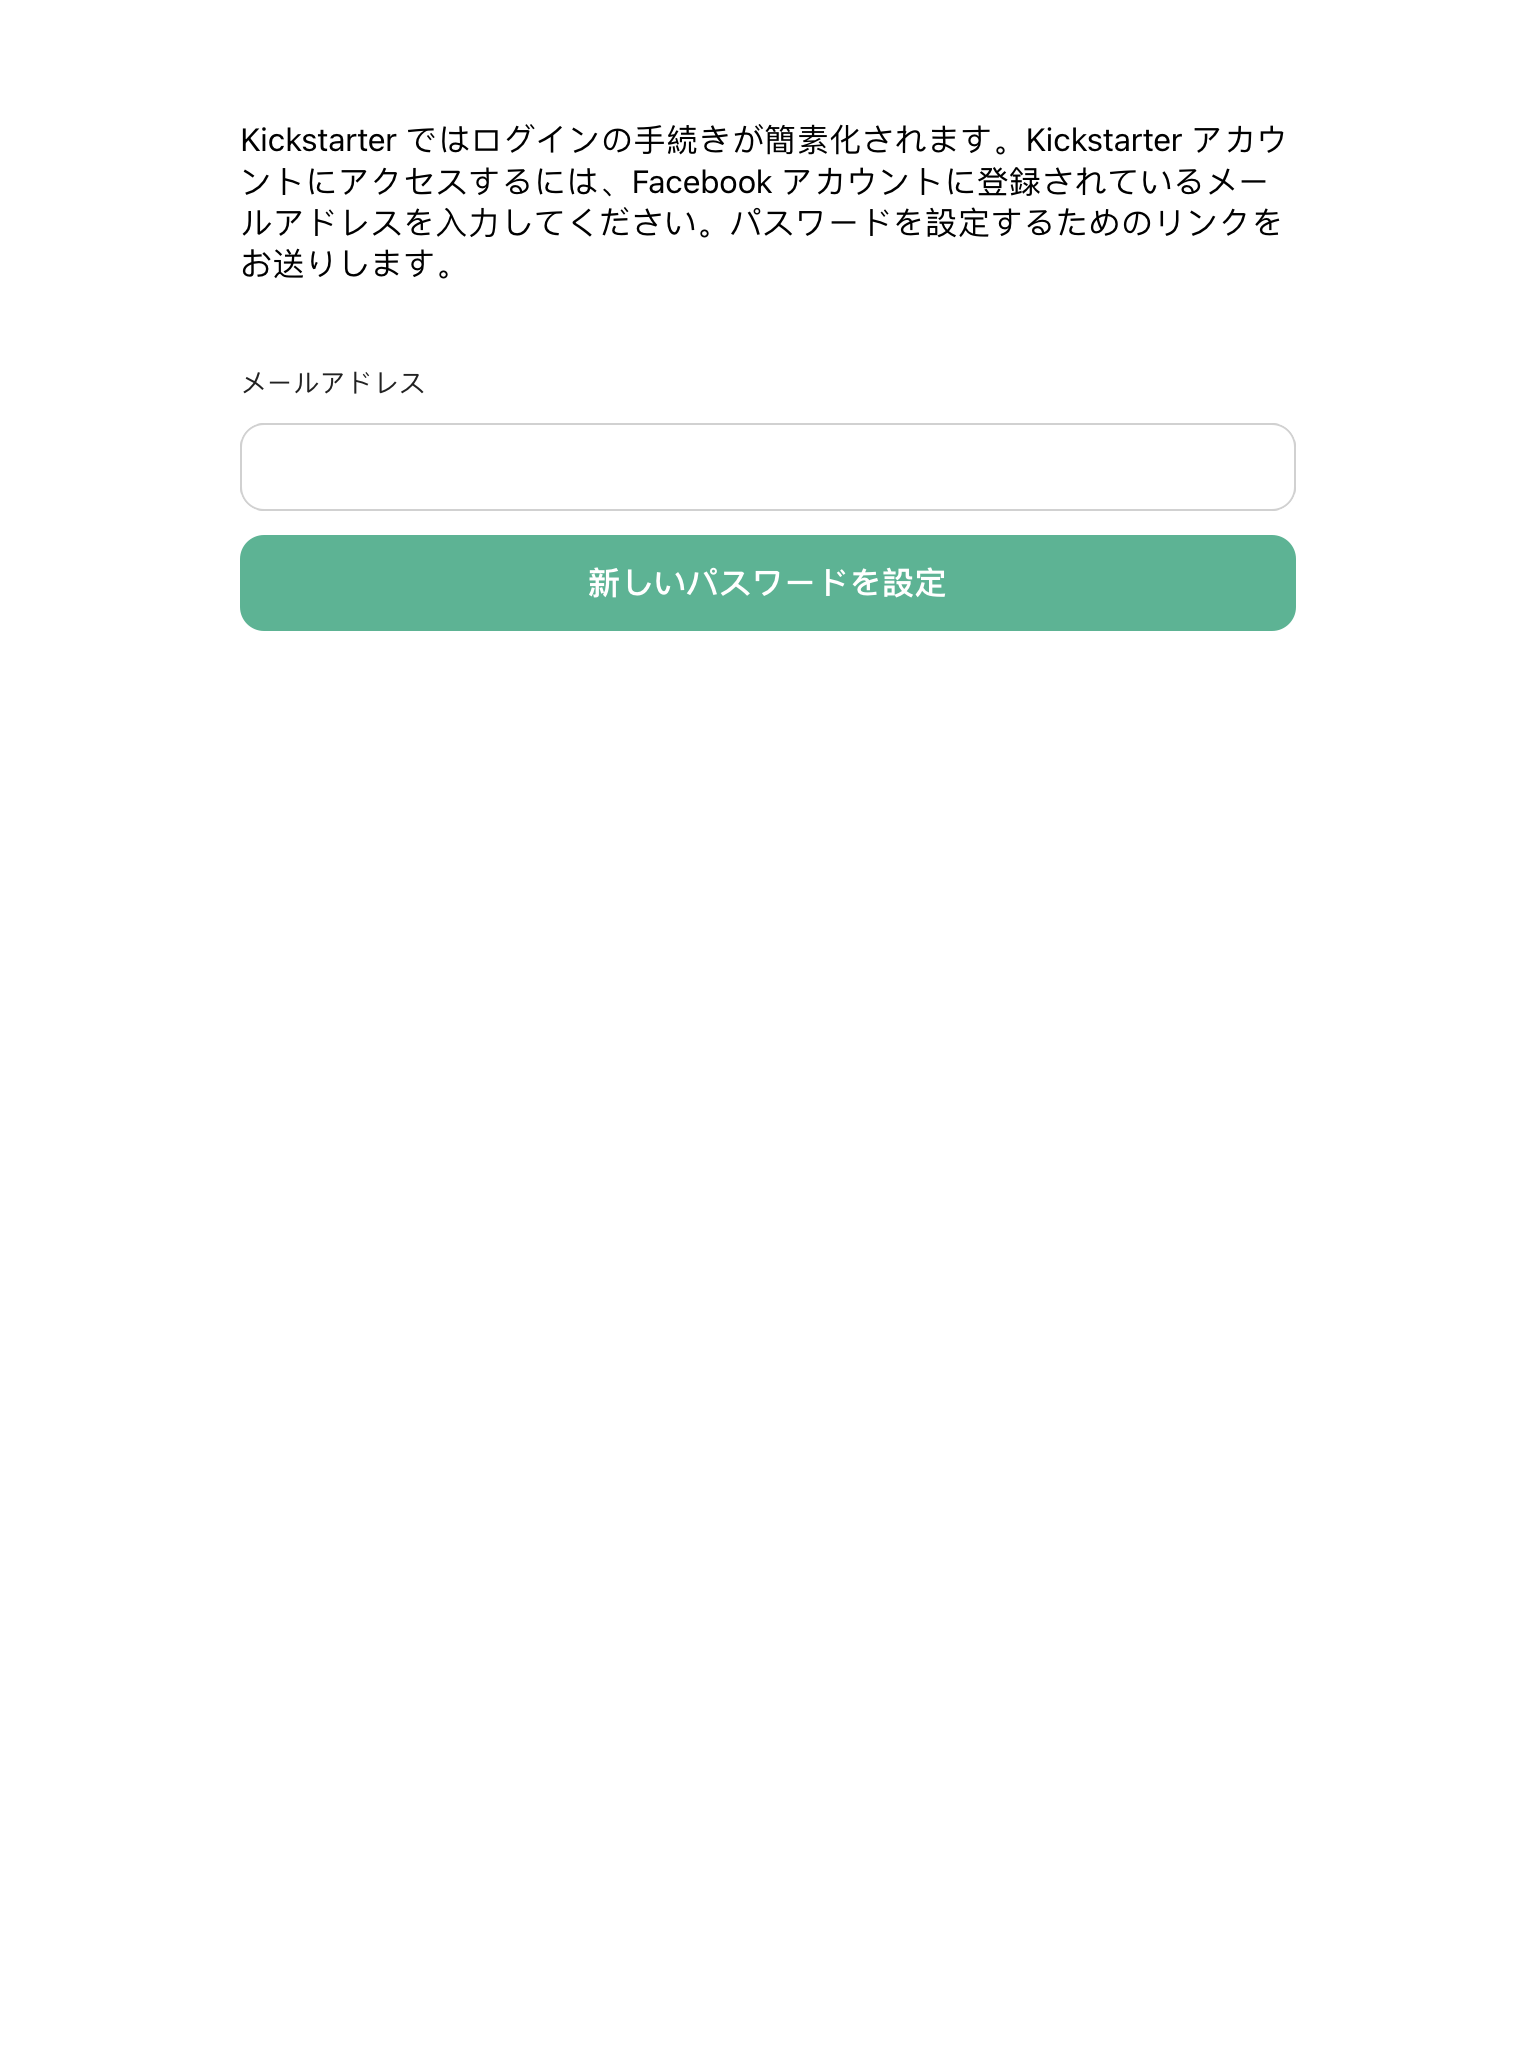 Kickstarter ではログインの手続きが簡素化されます。Kickstarter アカウ
ントにアクセスするには、Facebook アカウントに登録されているメー
ルアドレスを入力してください。パスワードを設定するためのリンクを
お送りします。
メールアドレス
新しいパスワードを設定